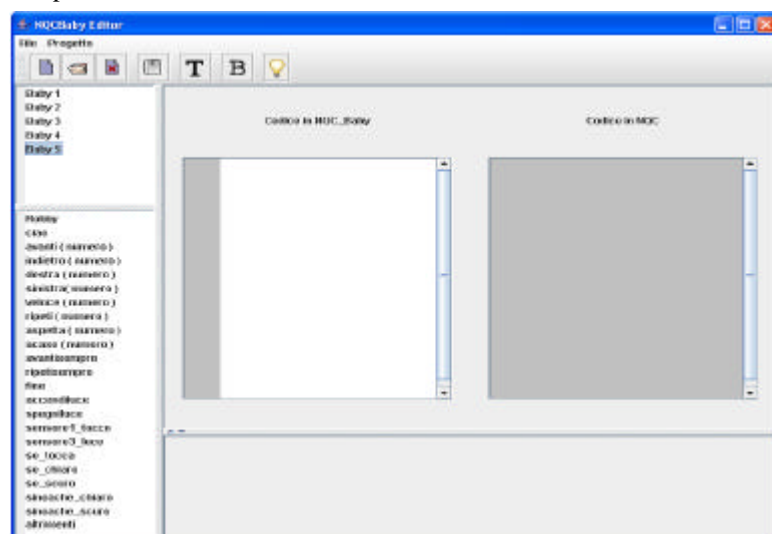 NQCBaby Editor
File Progetto
T B
Baby 1
Baby 2
Baby 3
Baby 4
Baby 5
Codice in NQC_Baby
Codice in NQC
Robby
ciao
avanti ( numero )
indietro ( numero )
destra ( numero )
sinistra( numero )
veloce ( numero )
ripeti ( numero )
aspetta ( numero )
acaso ( numero )
avantisempre
ripetisempre
fine
accendiluce
spegniluce
sensore1_tocco
sensore3_luce
se_tocca
se_chiaro
se_scuro
sinoache_chiaro
sinoache_scuro
altrimenti